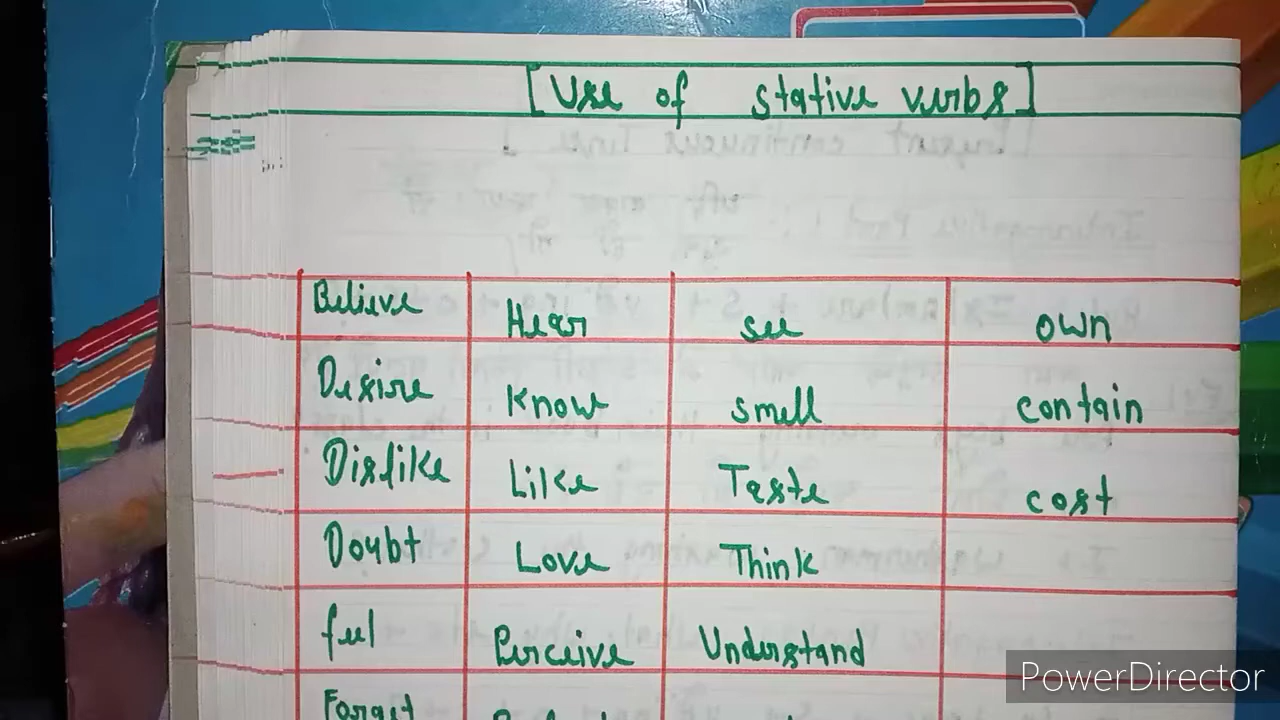 [Use of stative verbs]
Believe Hear see own
Desire Know smell contain
Dislike Like Taste cost
Doubt Love Think
feel Perceive Understand
Forget
PowerDirector